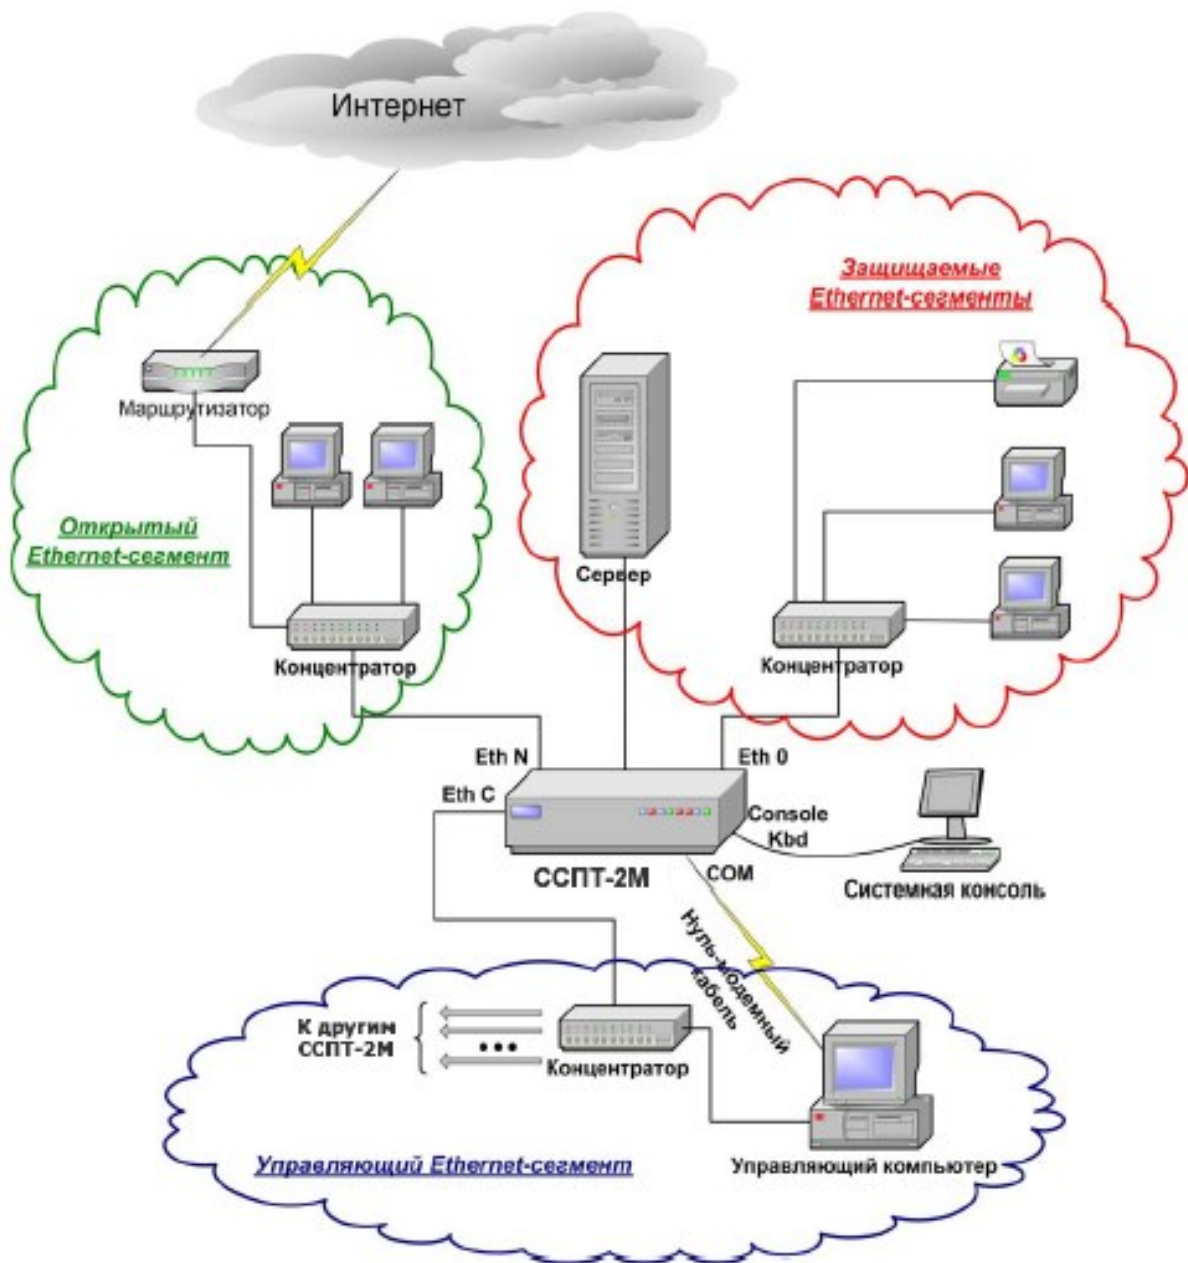 Интернет
Защищаемые
Ethernet-сегменты
Маршрутизатор
Открытый
Ethernet-сегмент
Сервер
Концентратор
Концентратор
Eth N
Eth 0
Eth C
Console
Kbd
ССПТ-2М
COM
Системная консоль
Нуль-модемный
кабель
К другим
ССПТ-2М
Концентратор
Управляющий Ethernet-сегмент
Управляющий компьютер